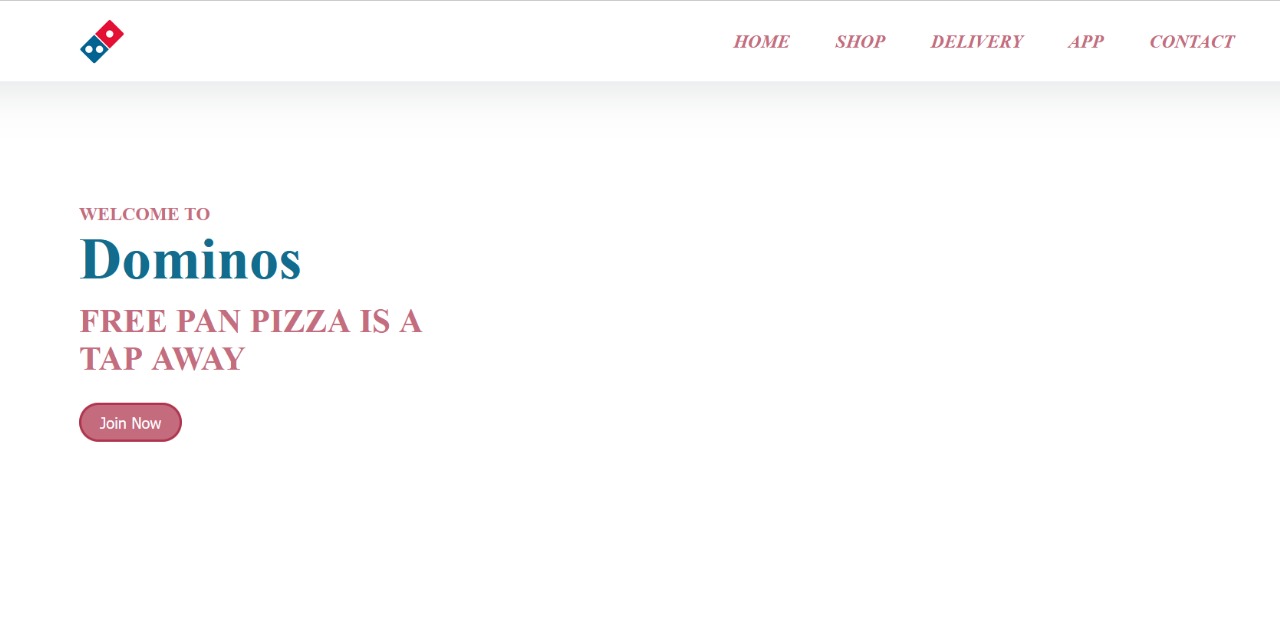 HOME SHOP DELIVERY APP CONTACT
WELCOME TO
Dominos
FREE PAN PIZZA IS A
TAP AWAY
Join Now